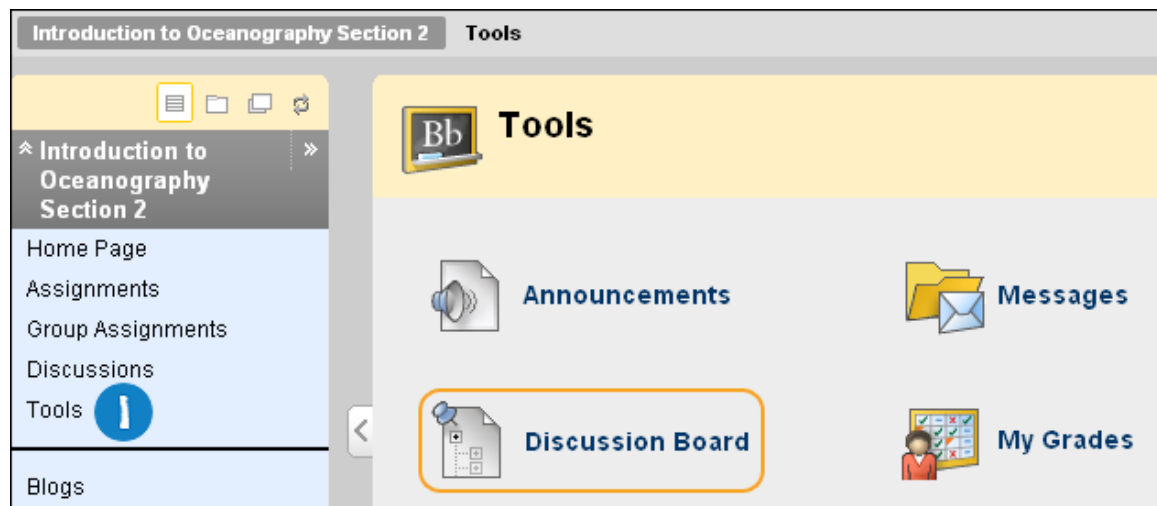 Introduction to Oceanography Section 2 Tools
Introduction to
Oceanography
Section 2
Home Page
Assignments
Group Assignments
Discussions
Tools 1
Blogs
Bb Tools
Announcements
Messages
Discussion Board
My Grades